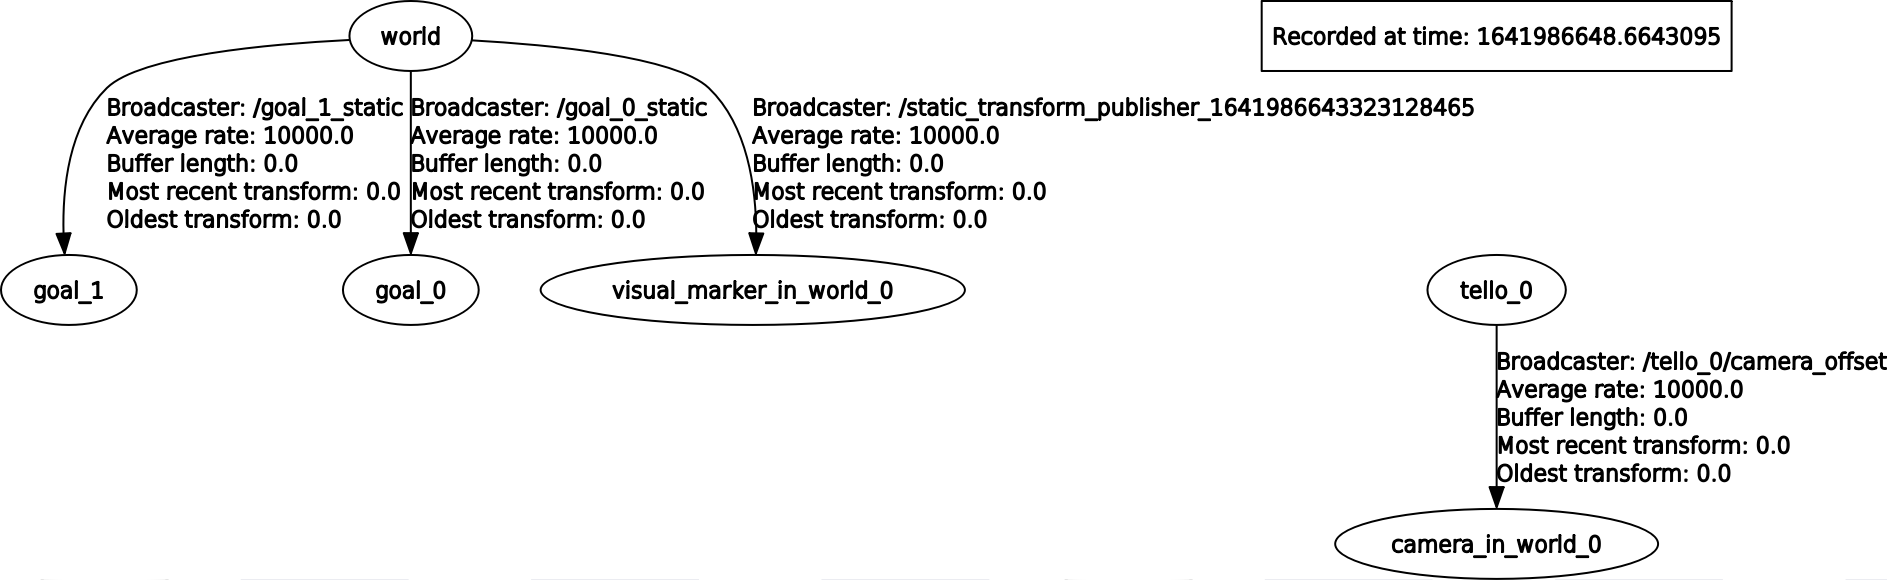 world
Recorded at time: 1641986648.6643095
Broadcaster: /goal_1_static
Average rate: 10000.0
Buffer length: 0.0
Most recent transform: 0.0
Oldest transform: 0.0
Broadcaster: /goal_0_static
Average rate: 10000.0
Buffer length: 0.0
Most recent transform: 0.0
Oldest transform: 0.0
Broadcaster: /static_transform_publisher_1641986643323128465
Average rate: 10000.0
Buffer length: 0.0
Most recent transform: 0.0
Oldest transform: 0.0
goal_1
goal_0
visual_marker_in_world_0
tello_0
Broadcaster: /tello_0/camera_offset
Average rate: 10000.0
Buffer length: 0.0
Most recent transform: 0.0
Oldest transform: 0.0
camera_in_world_0